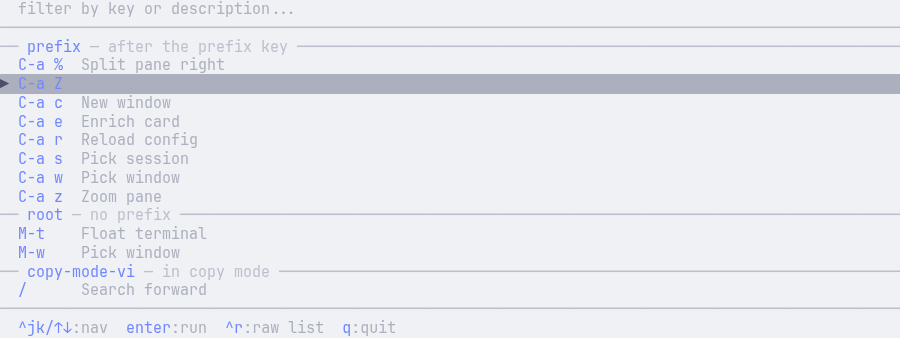 filter by key or description...
prefix — after the prefix key
C-a %  Split pane right
▶ C-a Z
C-a c  New window
C-a e  Enrich card
C-a r  Reload config
C-a s  Pick session
C-a w  Pick window
C-a z  Zoom pane
root — no prefix
M-t    Float terminal
M-w    Pick window
copy-mode-vi — in copy mode
/      Search forward
^jk/↑↓:nav  enter:run  ^r:raw list  q:quit